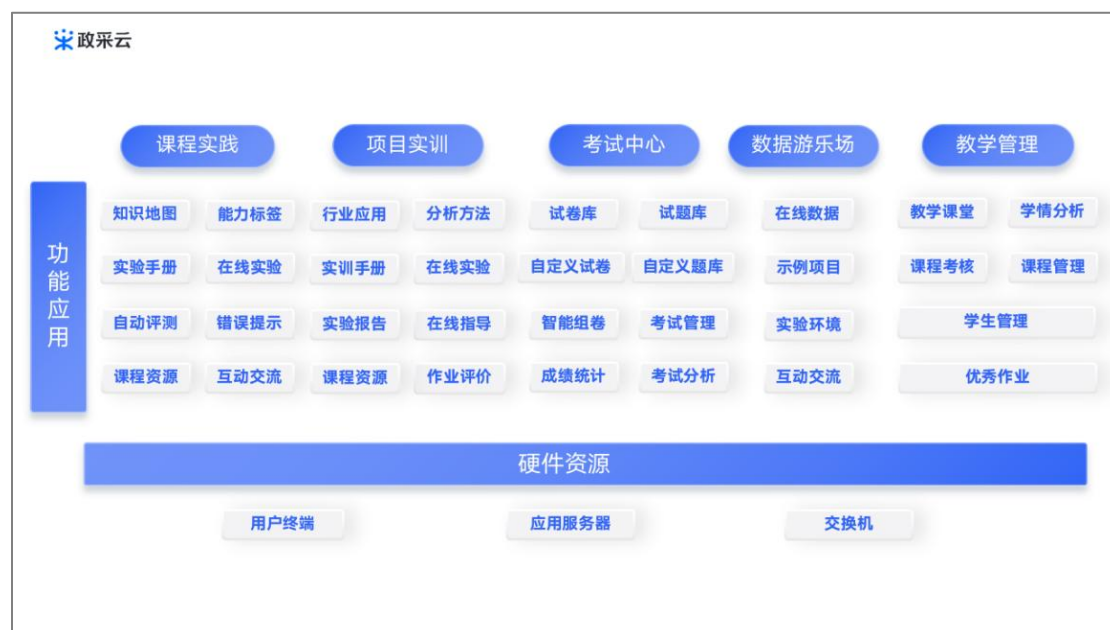 政采云
课程实践 项目实训 考试中心 数据游乐场 教学管理
功能应用
知识地图 能力标签 行业应用 分析方法 试卷库 试题库 在线数据 教学课堂 学情分析
实验手册 在线实验 实训手册 在线实验 自定义试卷 自定义题库 示例项目 课程考核 课程管理
自动评测 错误提示 实验报告 在线指导 智能组卷 考试管理 实验环境 学生管理
课程资源 互动交流 课程资源 作业评价 成绩统计 考试分析 互动交流 优秀作业
硬件资源
用户终端 应用服务器 交换机